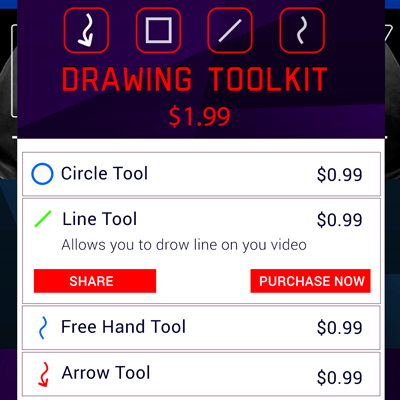 DRAWING TOOLKIT
$1.99
Circle Tool $0.99
Line Tool $0.99
Allows you to drow line on you video
SHARE PURCHASE NOW
Free Hand Tool $0.99
Arrow Tool $0.99